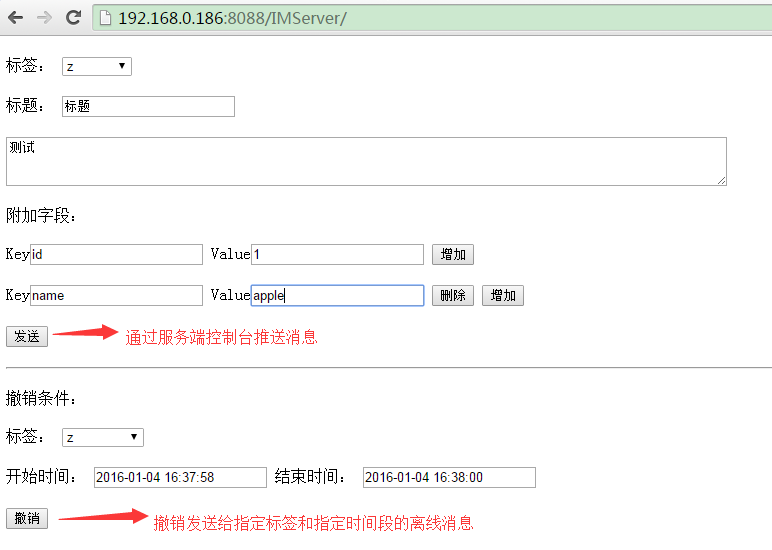 192.168.0.186:8088/IMServer/
标签： z
标题： 标题
测试
附加字段：
Key id Value 1 增加
Key name Value apple 删除 增加
发送 通过服务端控制台推送消息
撤销条件：
标签： z
开始时间： 2016-01-04 16:37:58 结束时间： 2016-01-04 16:38:00
撤销 撤销发送给指定标签和指定时间段的离线消息